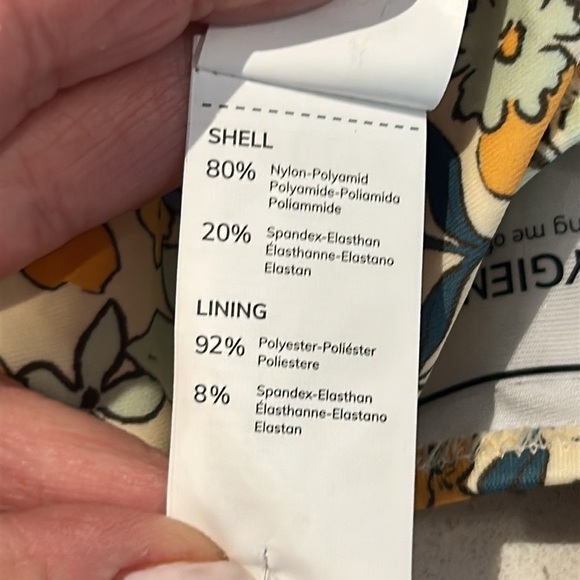 SHELL
80% Nylon-Polyamid
Polyamide-Poliamida
Poliammide
20% Spandex-Elasthan
Élasthanne-Elastano
Elastan
LINING
92% Polyester-Poliéster
Poliestere
8% Spandex-Elasthan
Élasthanne-Elastano
Elastan